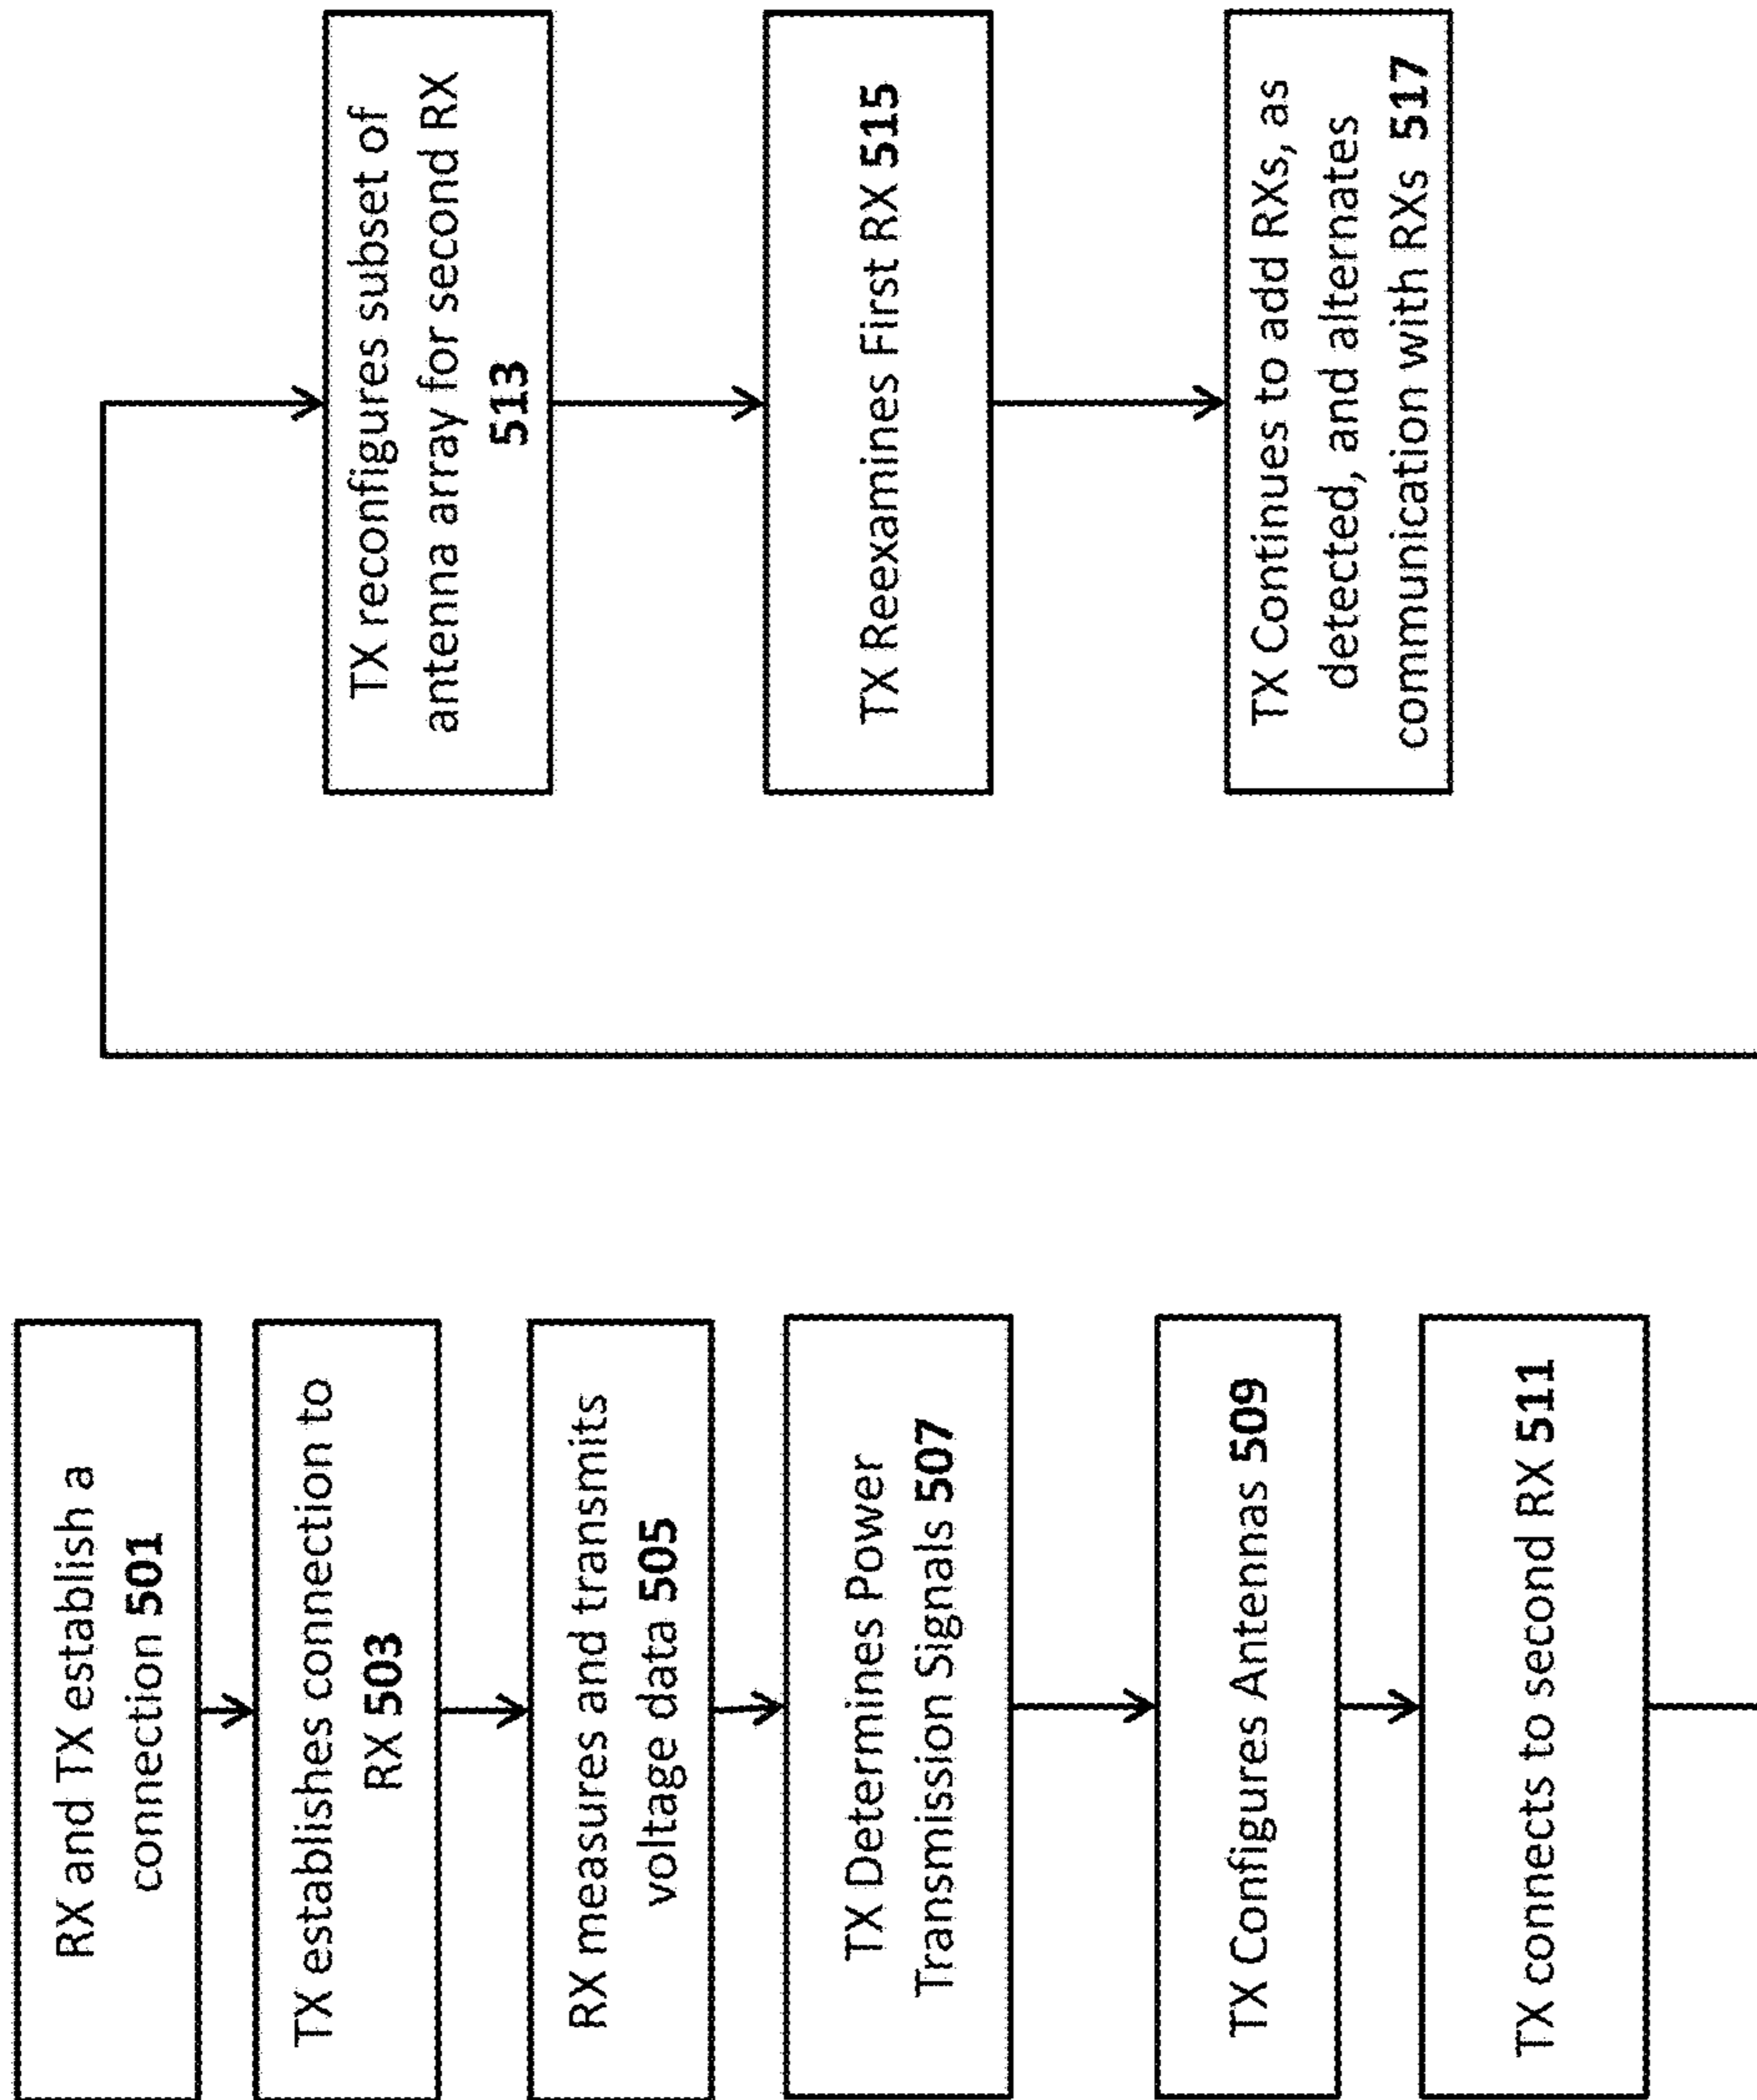 RX and TX establish a
connection 501
TX establishes connection to
RX 503
RX measures and transmits
voltage data 505
TX Determines Power
Transmission Signals 507
TX Configures Antennas 509
TX connects to second RX 511
TX reconfigures subset of
antenna array for second RX
513
TX Reexamines First RX 515
TX Continues to add RXs, as
detected, and alternates
communication with RXs 517